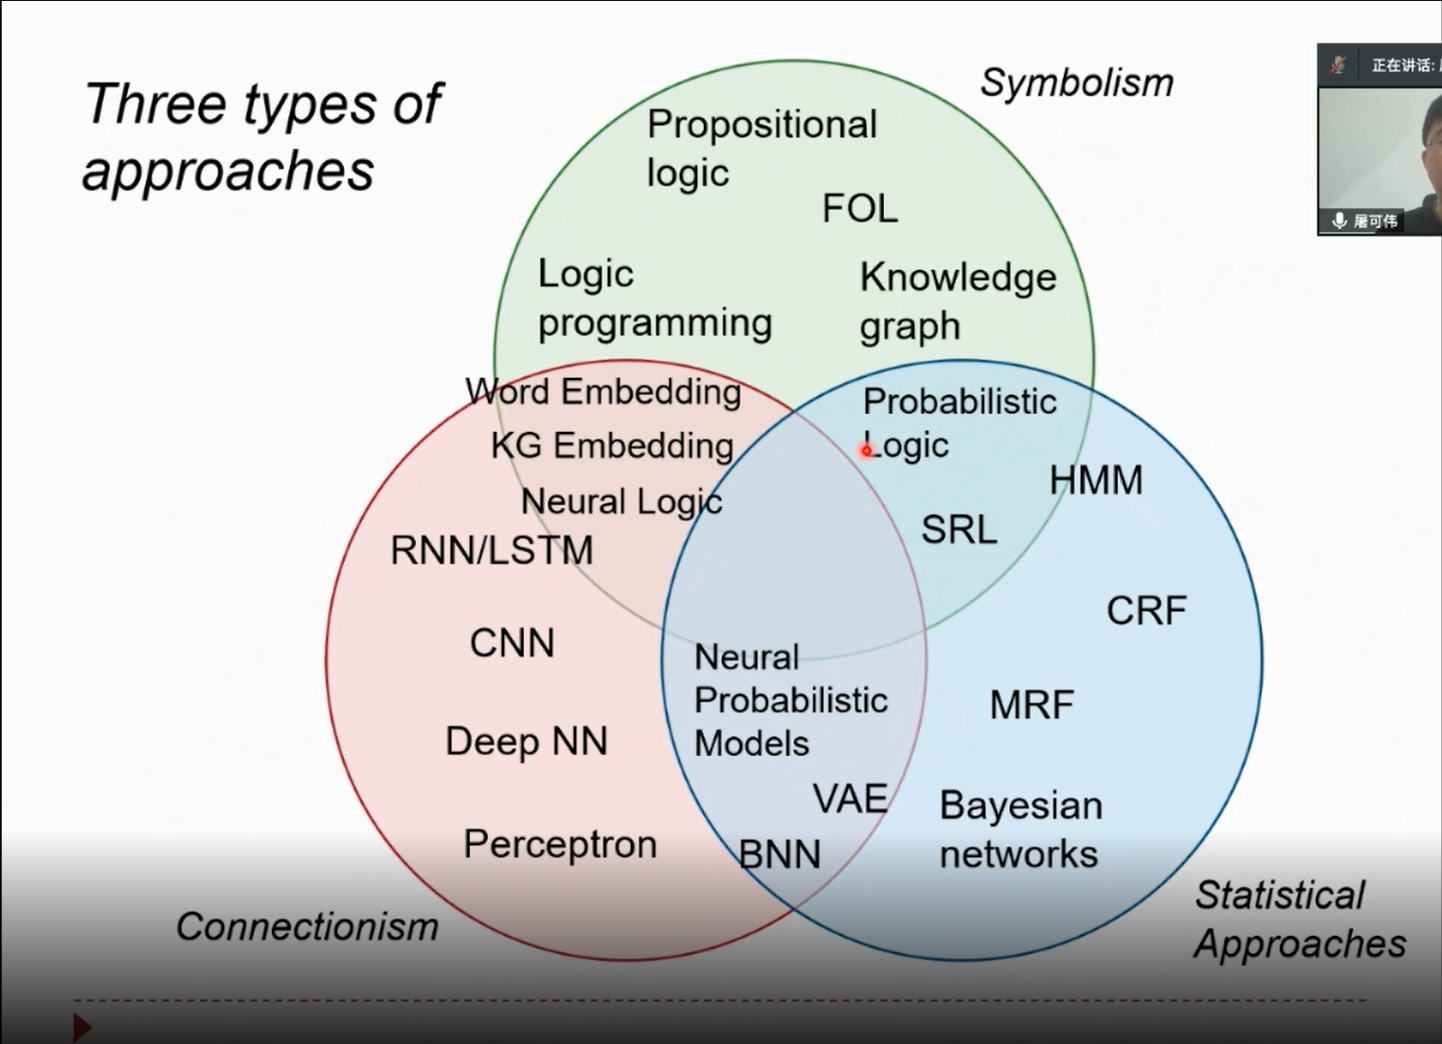 Three types of
approaches
Symbolism
正在讲话:
屠可伟
Propositional
logic
FOL
Logic
programming
Knowledge
graph
Word Embedding
KG Embedding
Neural Logic
Probabilistic
Logic
HMM
SRL
RNN/LSTM
CNN
Deep NN
Perceptron
Neural
Probabilistic
Models
VAE
BNN
CRF
MRF
Bayesian
networks
Connectionism
Statistical
Approaches